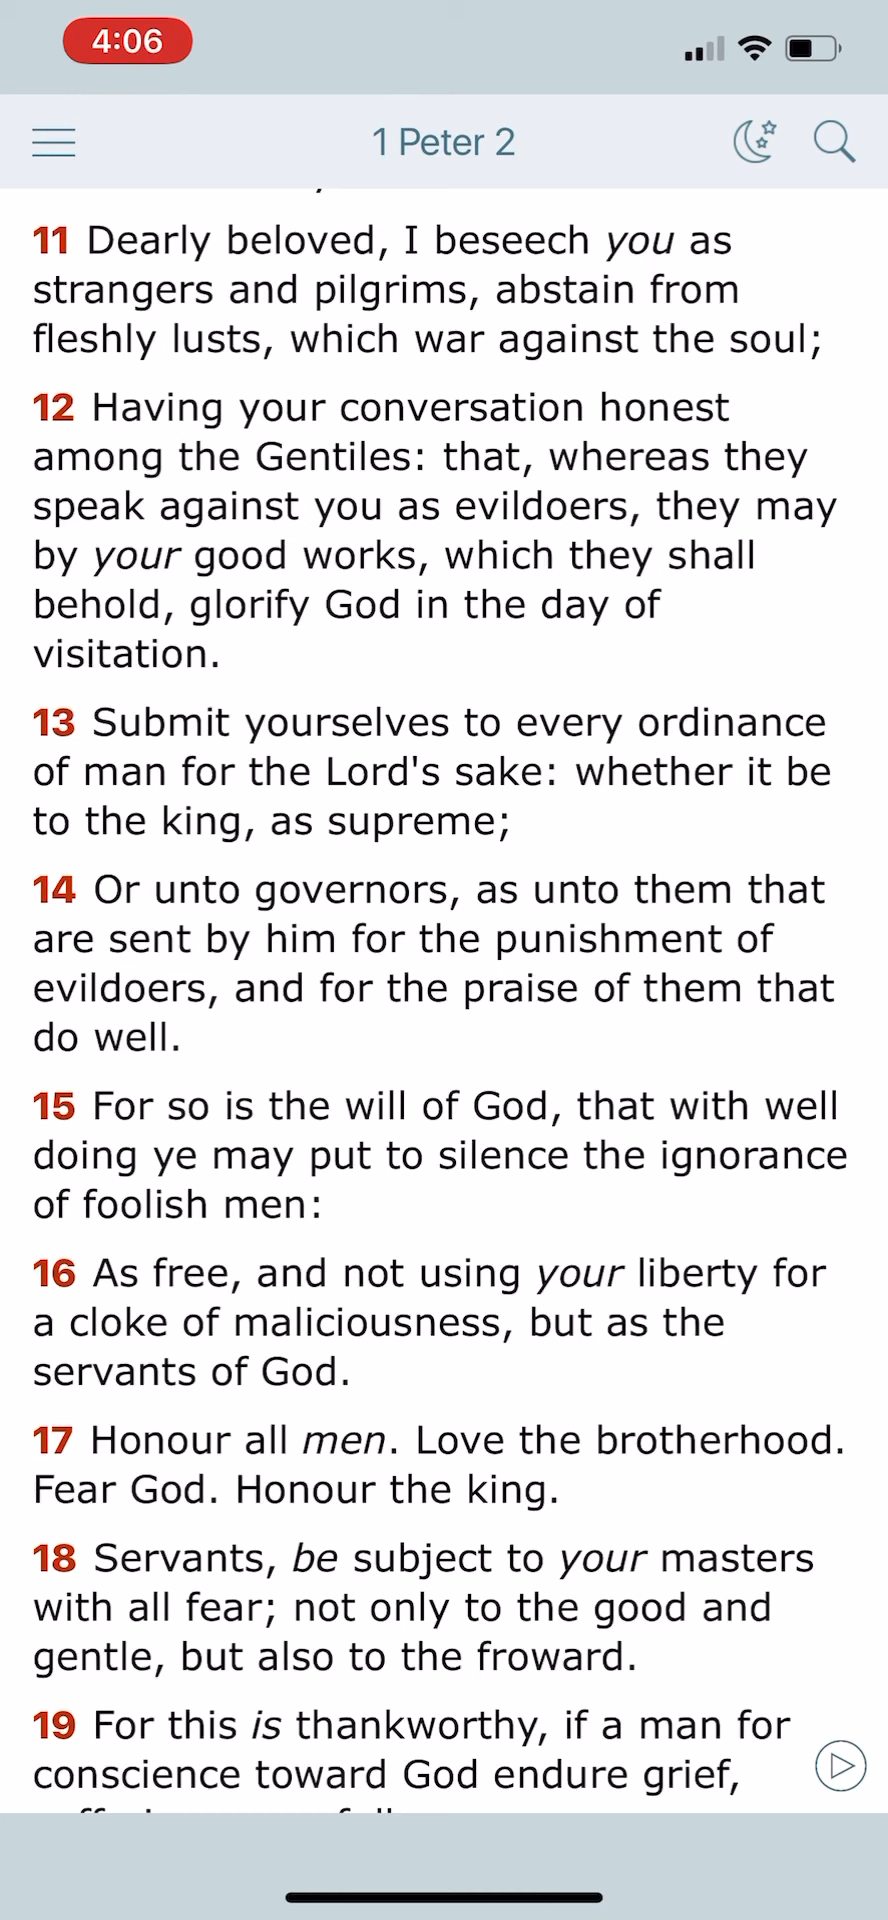 4:06
1 Peter 2
11 Dearly beloved, I beseech you as
strangers and pilgrims, abstain from
fleshly lusts, which war against the soul;
12 Having your conversation honest
among the Gentiles: that, whereas they
speak against you as evildoers, they may
by your good works, which they shall
behold, glorify God in the day of
visitation.
13 Submit yourselves to every ordinance
of man for the Lord's sake: whether it be
to the king, as supreme;
14 Or unto governors, as unto them that
are sent by him for the punishment of
evildoers, and for the praise of them that
do well.
15 For so is the will of God, that with well
doing ye may put to silence the ignorance
of foolish men:
16 As free, and not using your liberty for
a cloke of maliciousness, but as the
servants of God.
17 Honour all men. Love the brotherhood.
Fear God. Honour the king.
18 Servants, be subject to your masters
with all fear; not only to the good and
gentle, but also to the froward.
19 For this is thankworthy, if a man for
conscience toward God endure grief,